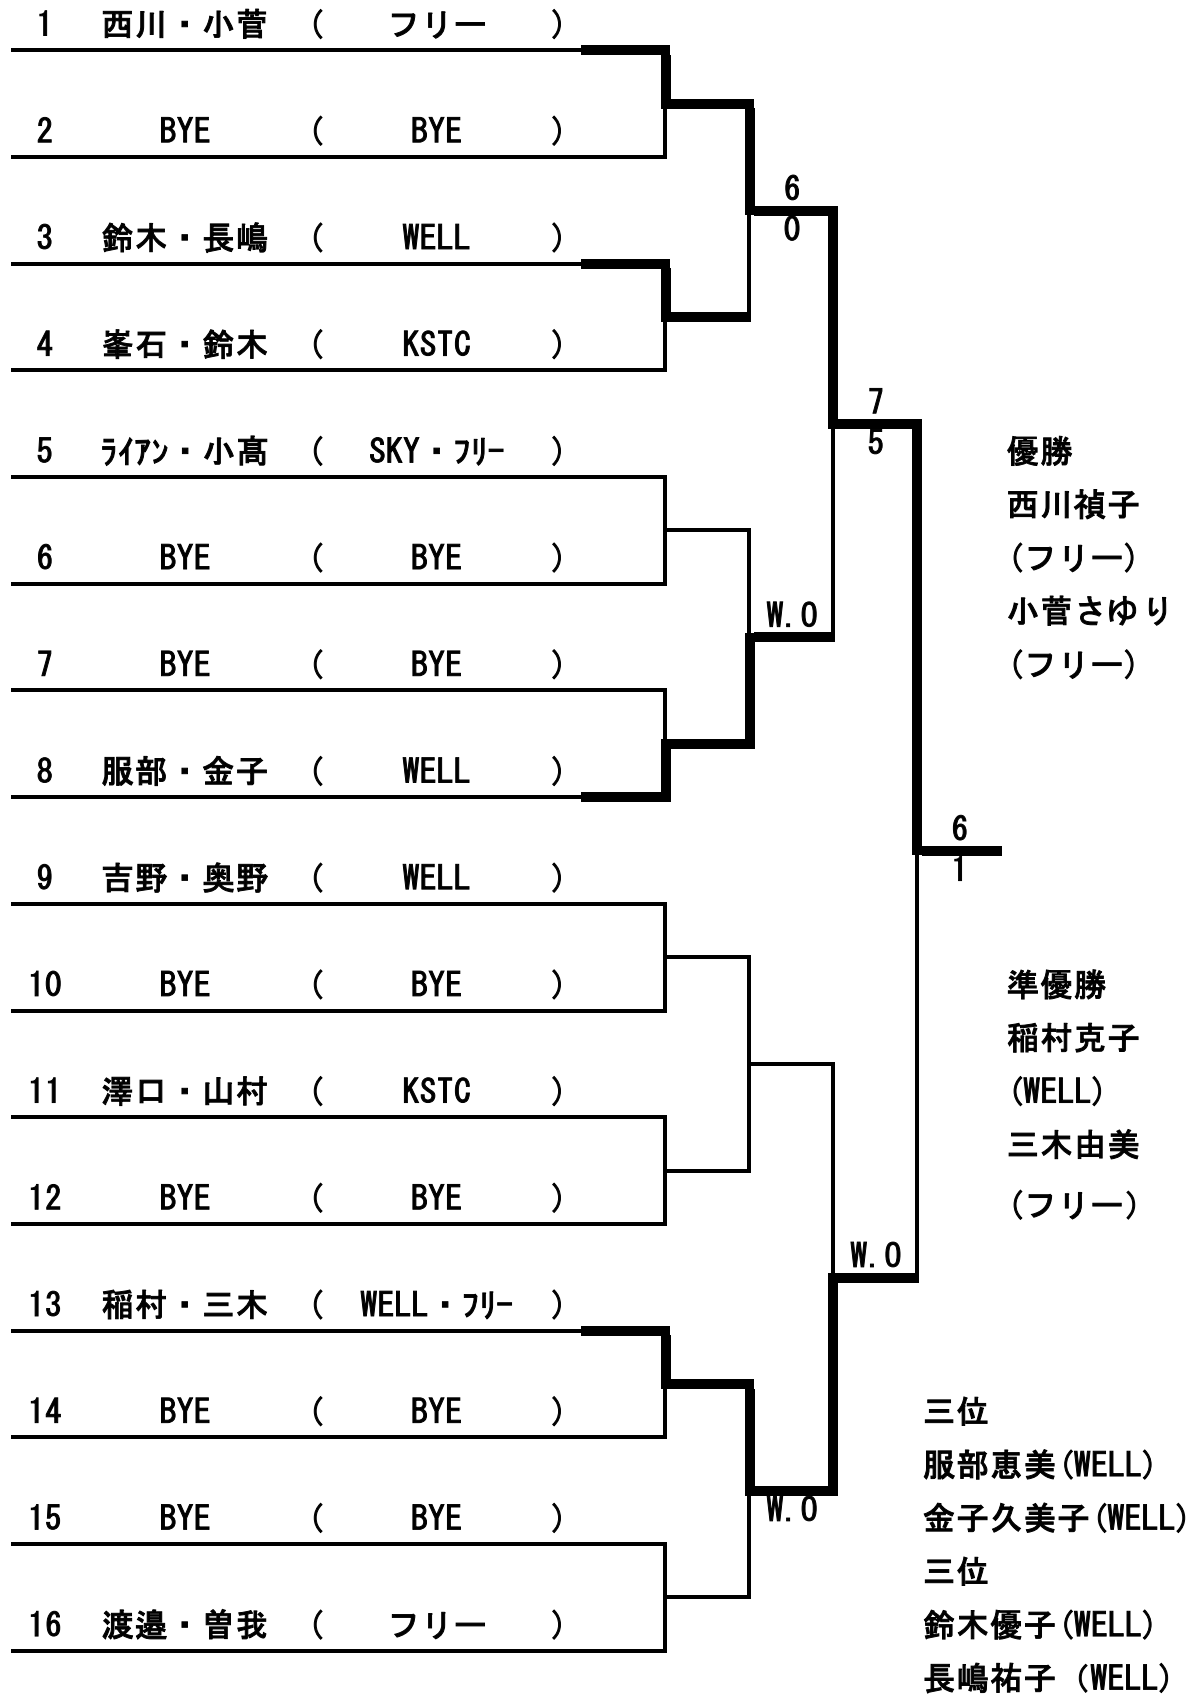 1 西川・小菅 ( フリー )
2 BYE ( BYE )
6
3 鈴木・長嶋 ( WELL )
0
4 峯石・鈴木 ( KSTC )
7
5 ﾗｲｱﾝ・小髙 ( SKY・ﾌﾘｰ )
5
優勝
西川禎子
(フリー)
小菅さゆり
(フリー)
6 BYE ( BYE )
W.O
7 BYE ( BYE )
8 服部・金子 ( WELL )
6
1
9 吉野・奥野 ( WELL )
10 BYE ( BYE )
準優勝
稲村克子
(WELL)
三木由美
(フリー)
11 澤口・山村 ( KSTC )
12 BYE ( BYE )
W.O
13 稲村・三木 ( WELL・ﾌﾘｰ )
14 BYE ( BYE )
15 BYE ( BYE )
W.O
16 渡邉・曽我 ( フリー )
三位
服部恵美(WELL)
金子久美子(WELL)
三位
鈴木優子(WELL)
長嶋祐子 (WELL)